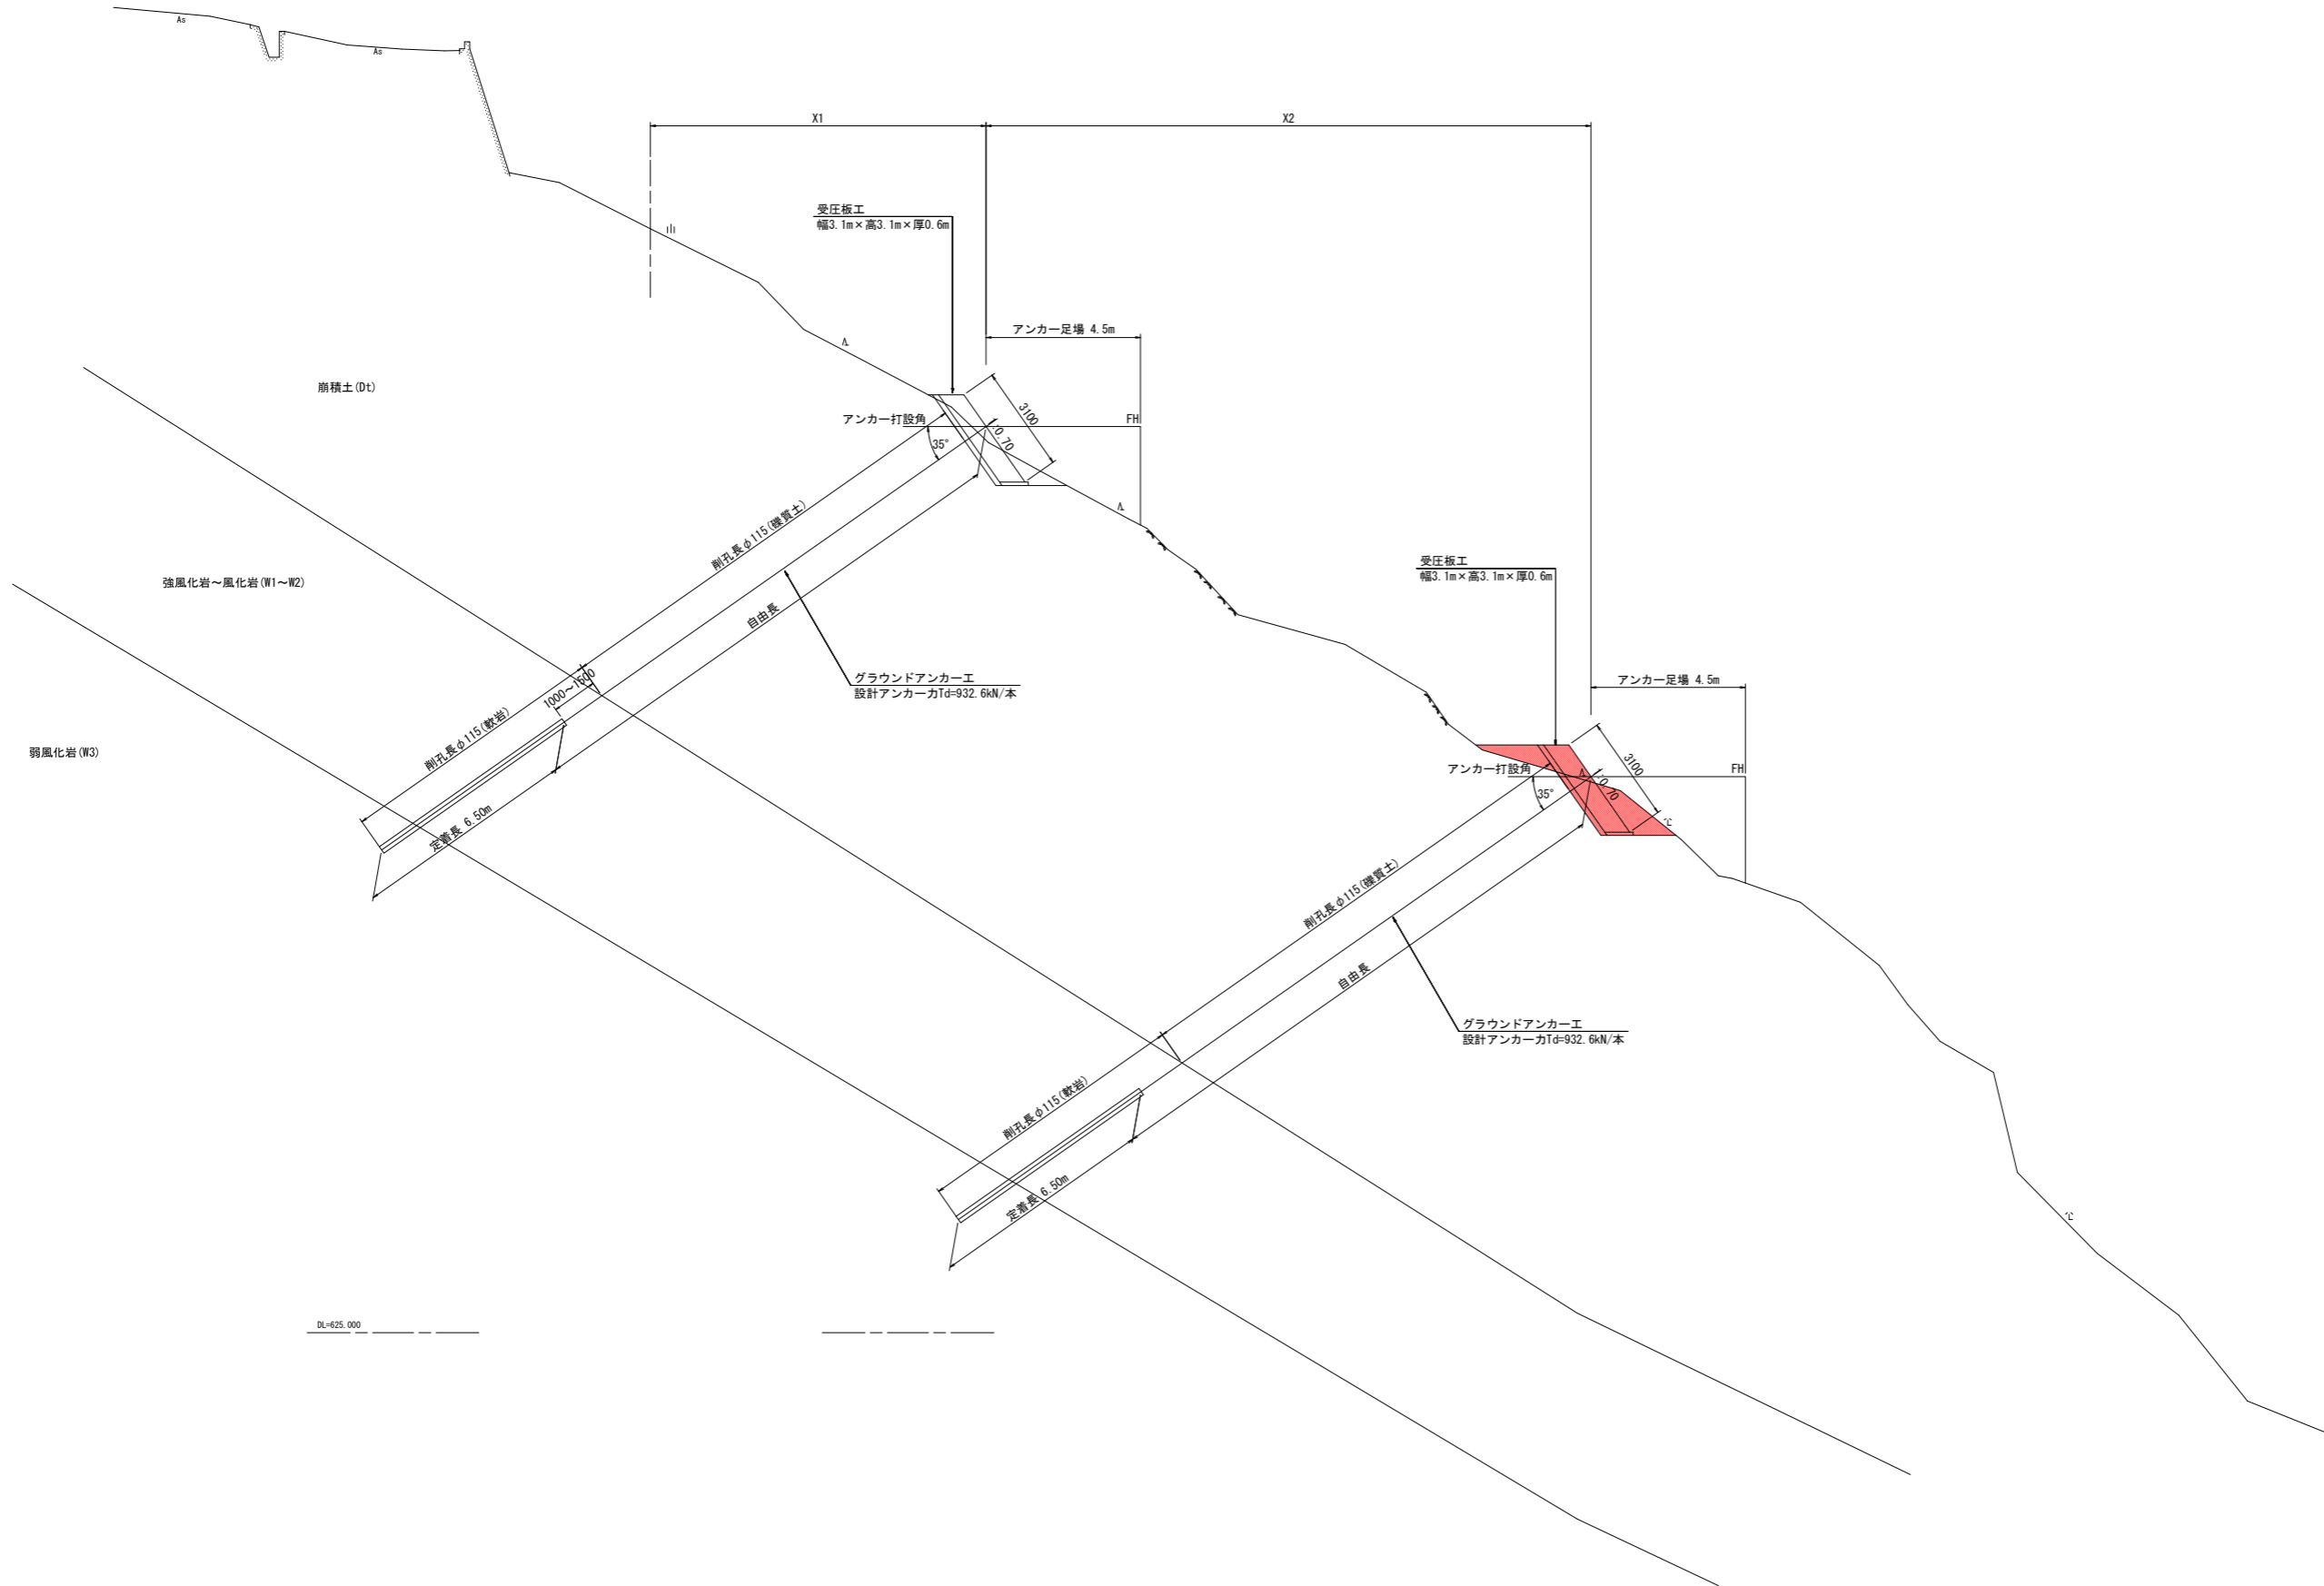 As
As
X1
X2
受圧板工
幅3.1m×高3.1m×厚0.6m
アンカー足場 4.5m
崩積土(Dt)
3100
アンカー打設角
FH
1:0.70
35°
削孔長φ115(礫質土)
受圧板工
幅3.1m×高3.1m×厚0.6m
強風化岩～風化岩(W1～W2)
自由長
グラウンドアンカー工
設計アンカー力Td=932.6kN/本
1000～1500
アンカー足場 4.5m
削孔長φ115(軟岩)
弱風化岩(W3)
3100
アンカー打設角
FH
1:0.70
35°
定着長 6.50m
削孔長φ115(礫質土)
自由長
グラウンドアンカー工
設計アンカー力Td=932.6kN/本
削孔長φ115(軟岩)
定着長 6.50m
DL=625.000